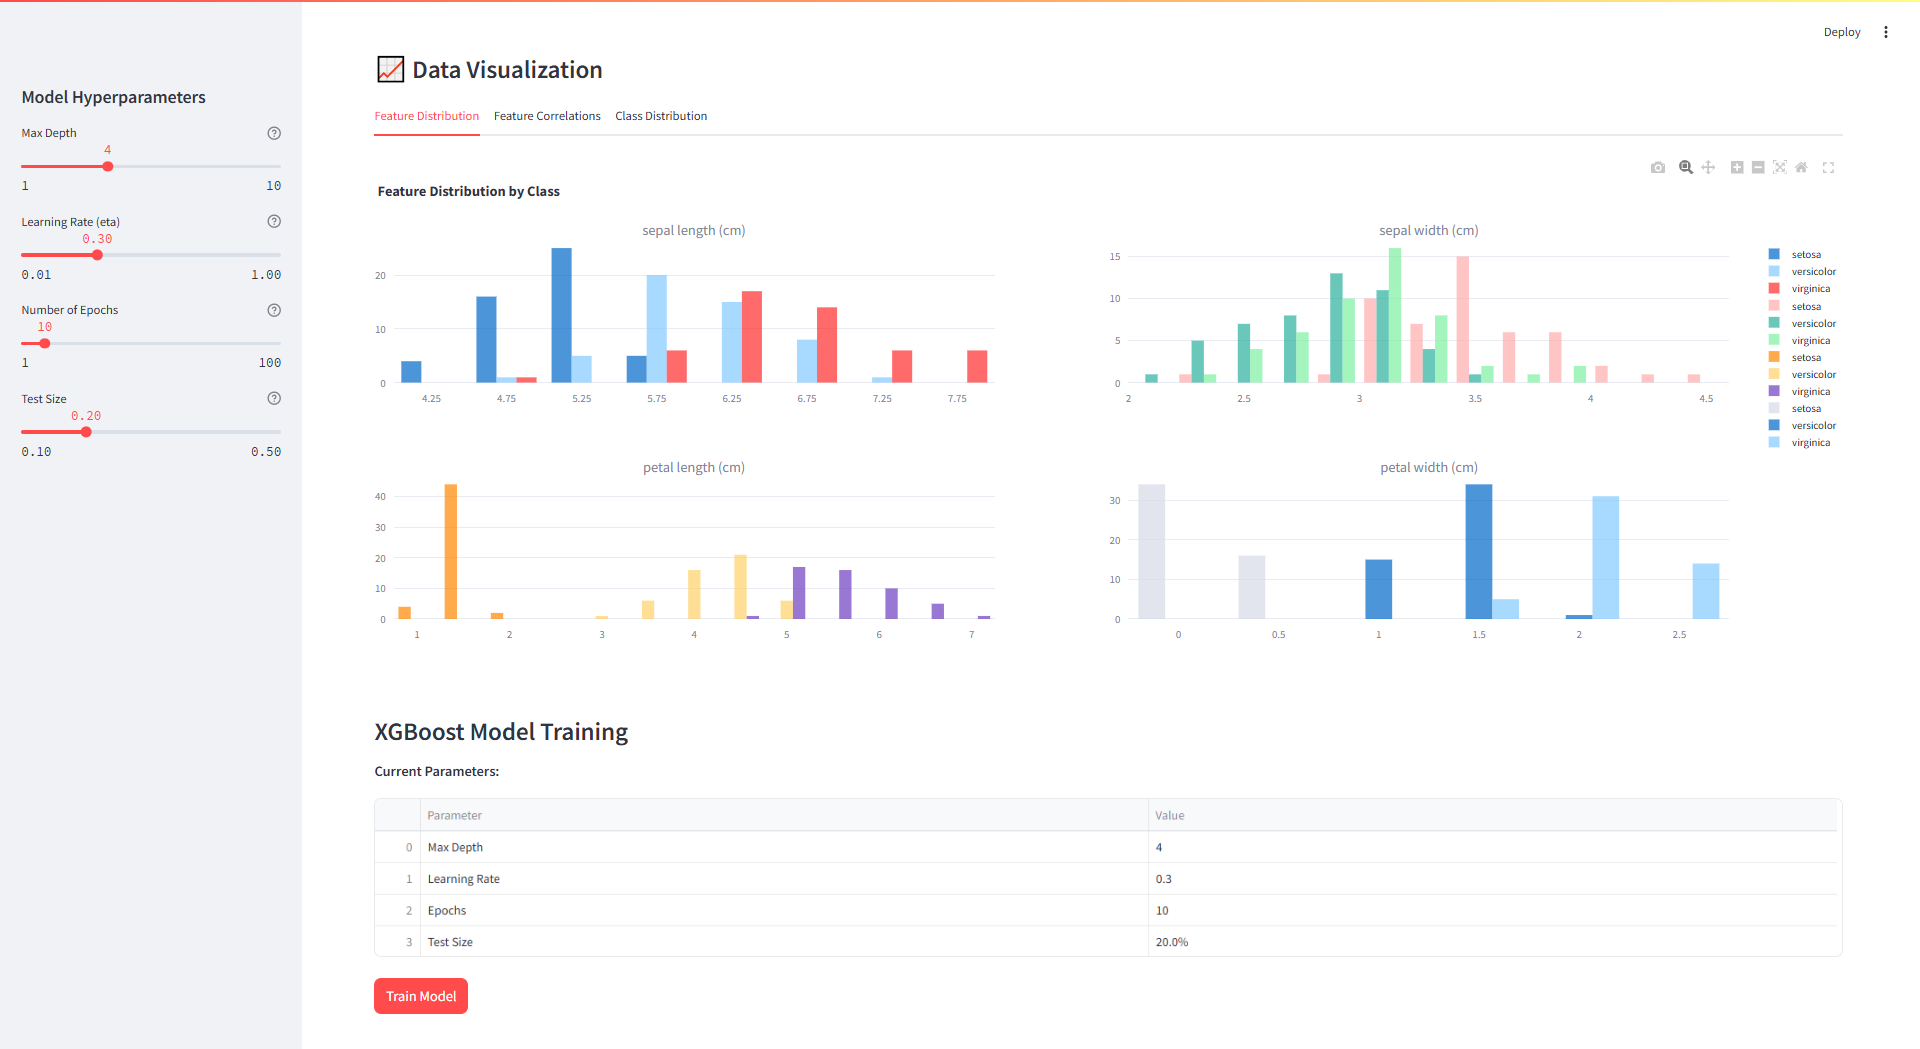 Deploy
Model Hyperparameters
Max Depth
4
1 10
Learning Rate (eta)
0.30
0.01 1.00
Number of Epochs
10
1 100
Test Size
0.20
0.10 0.50
Data Visualization
Feature Distribution Feature Correlations Class Distribution
Feature Distribution by Class
sepal length (cm)
20
10
0
4.25 4.75 5.25 5.75 6.25 6.75 7.25 7.75
sepal width (cm)
15
10
5
0
2 2.5 3 3.5 4 4.5
setosa
versicolor
virginica
setosa
versicolor
virginica
setosa
versicolor
virginica
setosa
versicolor
virginica
petal length (cm)
40
30
20
10
0
1 2 3 4 5 6 7
petal width (cm)
30
20
10
0
0 0.5 1 1.5 2 2.5
XGBoost Model Training
Current Parameters:
Parameter Value
0 Max Depth 4
1 Learning Rate 0.3
2 Epochs 10
3 Test Size 20.0%
Train Model